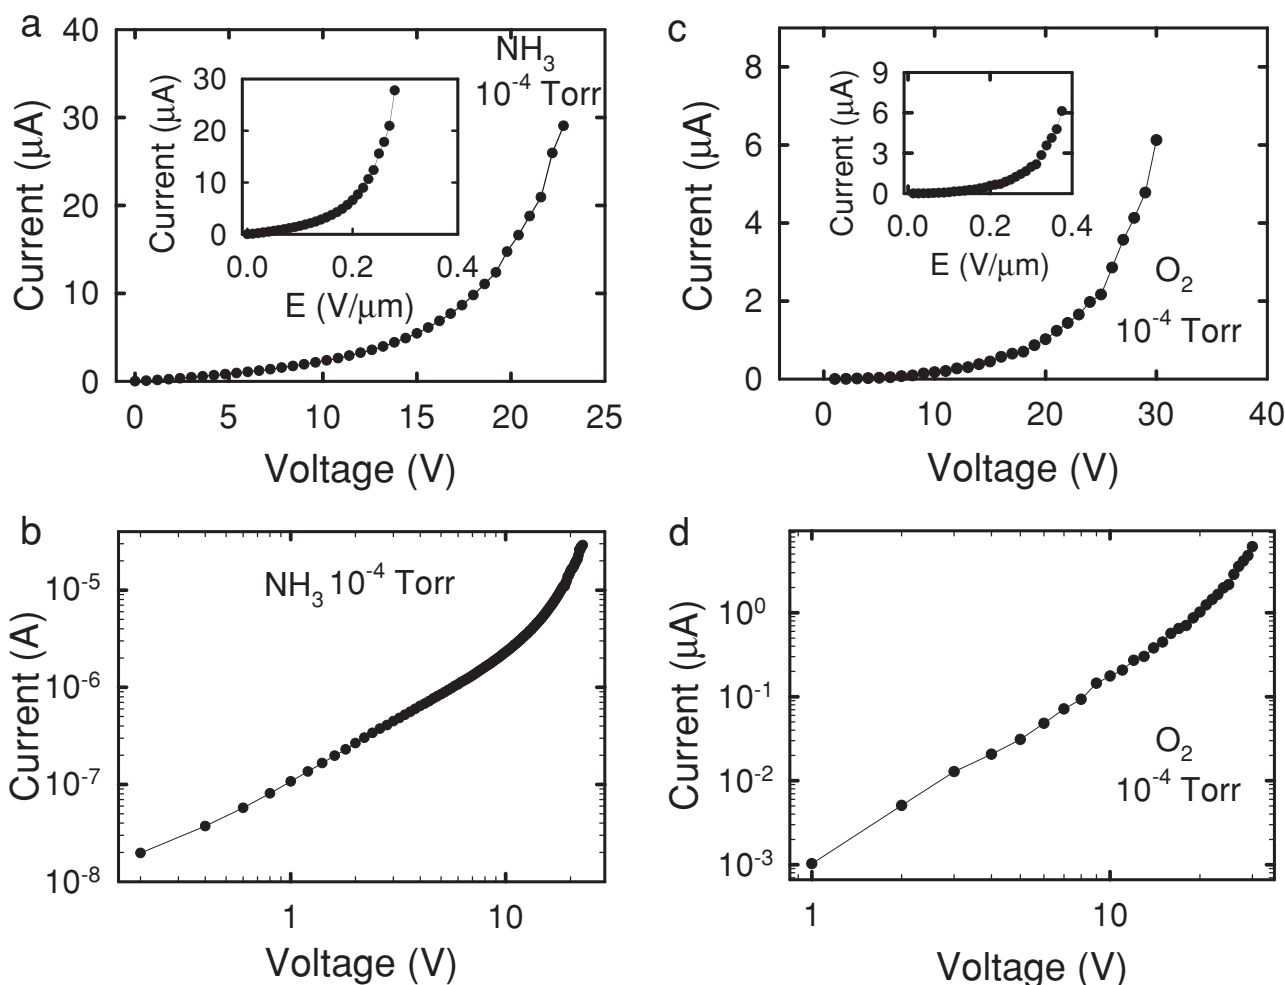 a
NH₃
10⁻⁴ Torr
Current (μA)
40
30
20
10
0
0
5
10
15
20
25
Voltage (V)
Current (μA)
30
20
10
0
0.0
0.2
0.4
E (V/μm)
c
O₂
10⁻⁴ Torr
Current (μA)
8
6
4
2
0
0
10
20
30
40
Voltage (V)
Current (μA)
9
6
3
0
0.0
0.2
0.4
E (V/μm)
b
NH₃ 10⁻⁴ Torr
Current (A)
10⁻⁵
10⁻⁶
10⁻⁷
10⁻⁸
1
10
Voltage (V)
d
O₂
10⁻⁴ Torr
Current (μA)
10⁰
10⁻¹
10⁻²
10⁻³
1
10
Voltage (V)